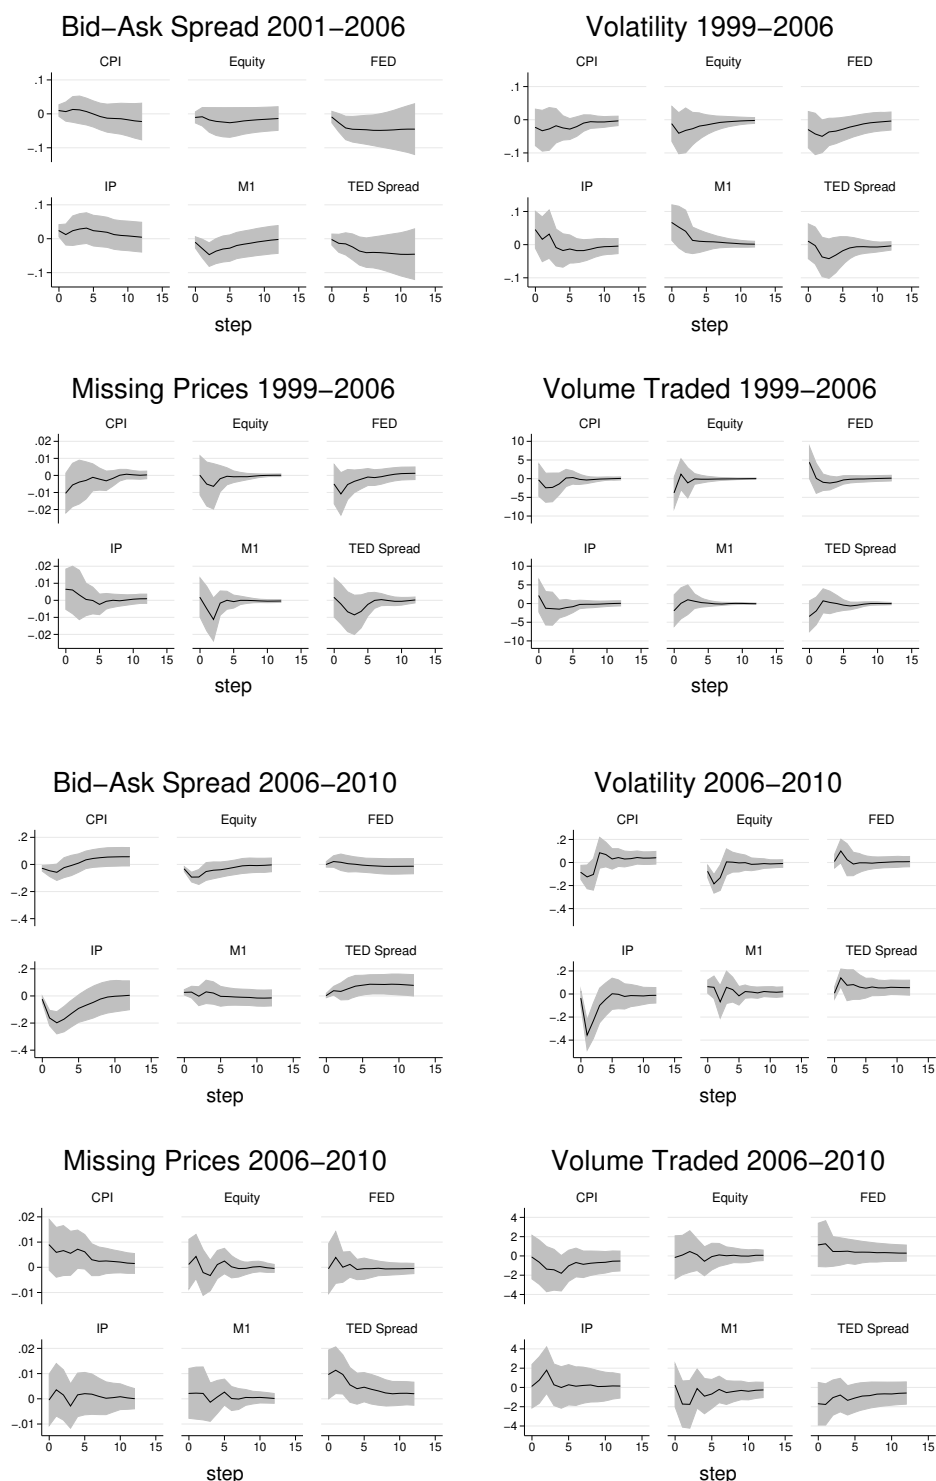 Bid−Ask Spread 2001−2006
CPI Equity FED
.1
0
−.1
IP M1 TED Spread
.1
0
−.1
0 5 10 15 0 5 10 15 0 5 10 15
step
Volatility 1999−2006
CPI Equity FED
.1
0
−.1
IP M1 TED Spread
.1
0
−.1
0 5 10 15 0 5 10 15 0 5 10 15
step
Missing Prices 1999−2006
CPI Equity FED
.02
.01
0
−.01
−.02
IP M1 TED Spread
.02
.01
0
−.01
−.02
0 5 10 15 0 5 10 15 0 5 10 15
step
Volume Traded 1999−2006
CPI Equity FED
10
5
0
−5
−10
IP M1 TED Spread
10
5
0
−5
−10
0 5 10 15 0 5 10 15 0 5 10 15
step
Bid−Ask Spread 2006−2010
CPI Equity FED
.2
0
−.2
−.4
IP M1 TED Spread
.2
0
−.2
−.4
0 5 10 15 0 5 10 15 0 5 10 15
step
Volatility 2006−2010
CPI Equity FED
.2
0
−.2
−.4
IP M1 TED Spread
.2
0
−.2
−.4
0 5 10 15 0 5 10 15 0 5 10 15
step
Missing Prices 2006−2010
CPI Equity FED
.02
.01
0
−.01
IP M1 TED Spread
.02
.01
0
−.01
0 5 10 15 0 5 10 15 0 5 10 15
step
Volume Traded 2006−2010
CPI Equity FED
4
2
0
−2
−4
IP M1 TED Spread
4
2
0
−2
−4
0 5 10 15 0 5 10 15 0 5 10 15
step